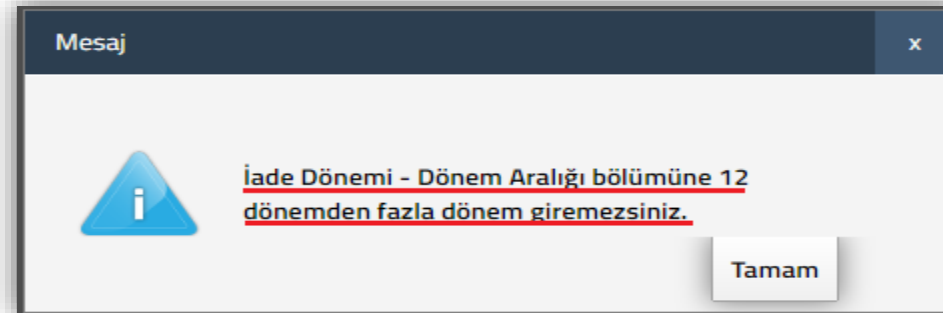 Mesaj
x
İade Dönemi - Dönem Aralığı bölümüne 12
dönemden fazla dönem giremezsiniz.
Tamam